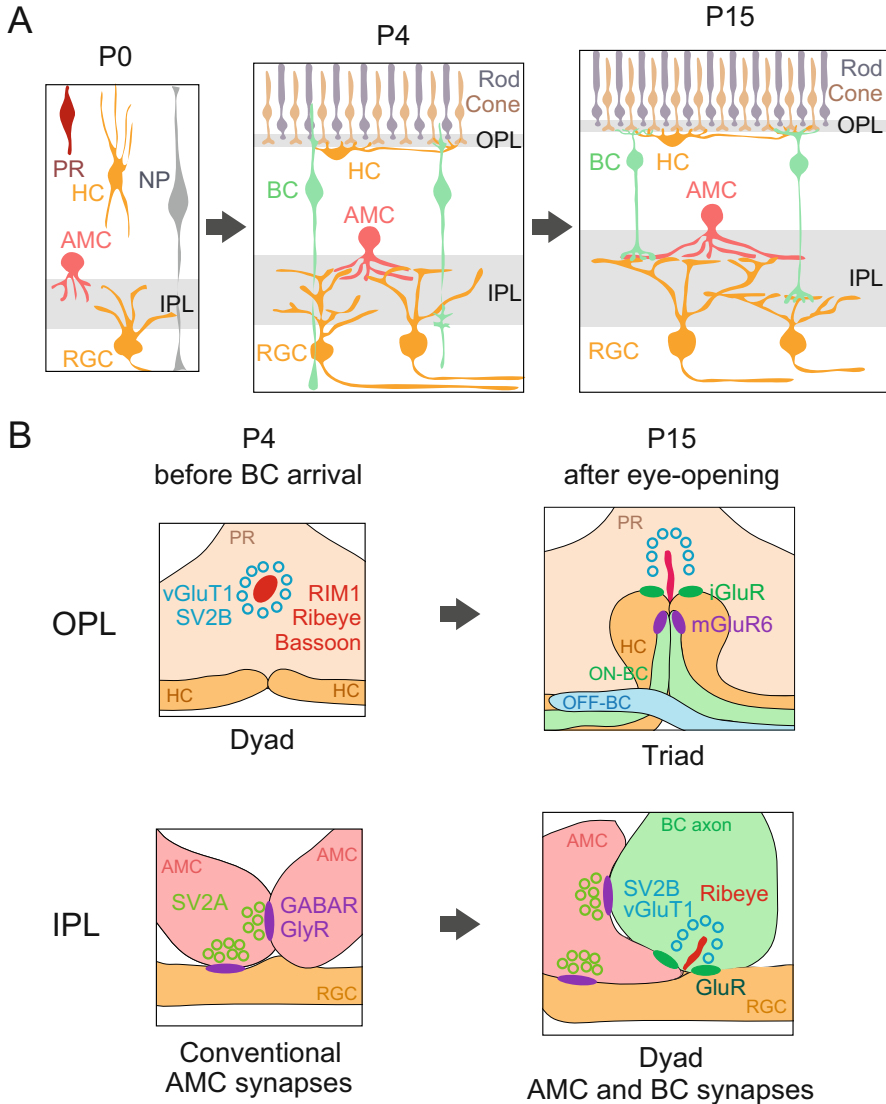 A
P0
P4
P15
PR
HC
NP
AMC
IPL
RGC
Rod
Cone
OPL
HC
BC
AMC
IPL
RGC
Rod
Cone
OPL
HC
BC
AMC
IPL
RGC
B
P4
before BC arrival
P15
after eye-opening
OPL
PR
vGluT1
SV2B
RIM1
Ribeye
Bassoon
HC
HC
Dyad
PR
iGluR
mGluR6
HC
ON-BC
OFF-BC
Triad
IPL
AMC
AMC
SV2A
GABAR
GlyR
RGC
Conventional
AMC synapses
AMC
BC axon
SV2B
vGluT1
Ribeye
GluR
RGC
Dyad
AMC and BC synapses